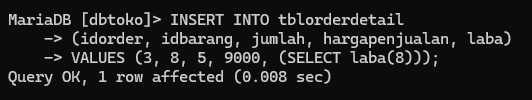 MariaDB [dbtoko]> INSERT INTO tblorderdetail
-> (idorder, idbarang, jumlah, hargapenjualan, laba)
-> VALUES (3, 8, 5, 9000, (SELECT laba(8)));
Query OK, 1 row affected (0.008 sec)